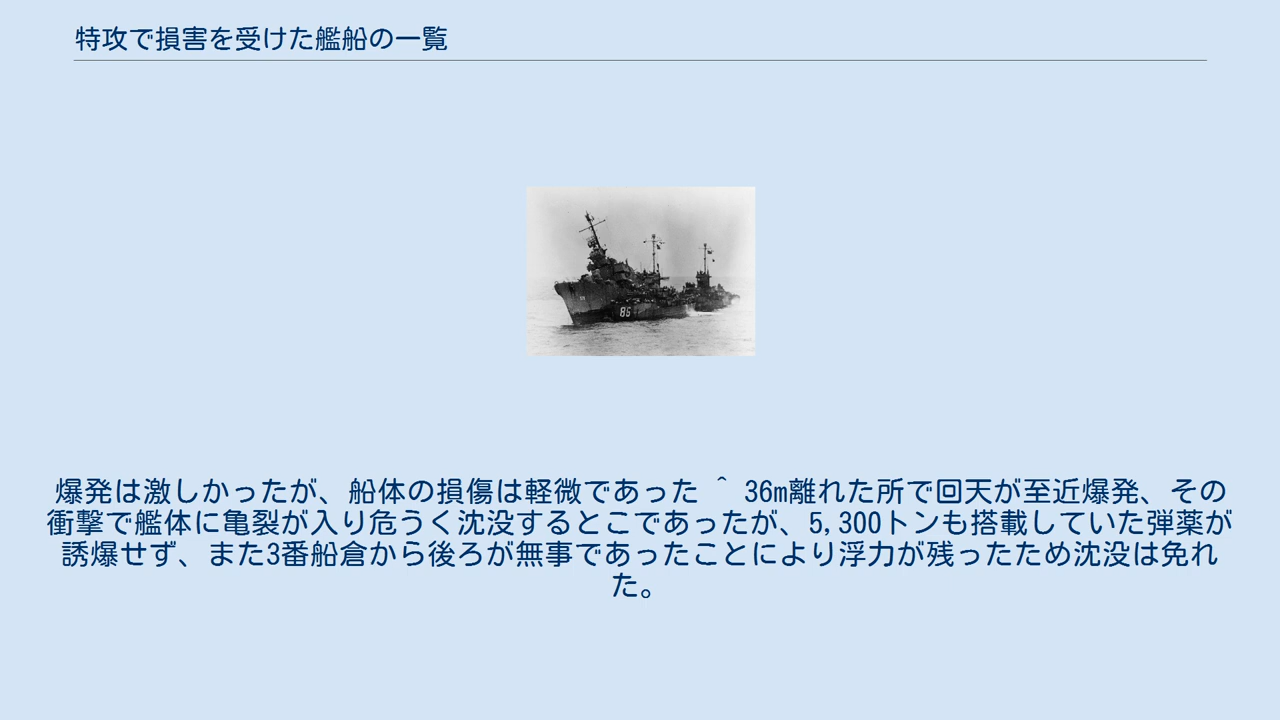 特攻で損害を受けた艦船の一覧
85
爆発は激しかったが、船体の損傷は軽微であった ^ 36m離れた所で回天が至近爆発、その
衝撃で艦体に亀裂が入り危うく沈没するとこであったが、5,300トンも搭載していた弾薬が
誘爆せず、また3番船倉から後ろが無事であったことにより浮力が残ったため沈没は免れ
た。